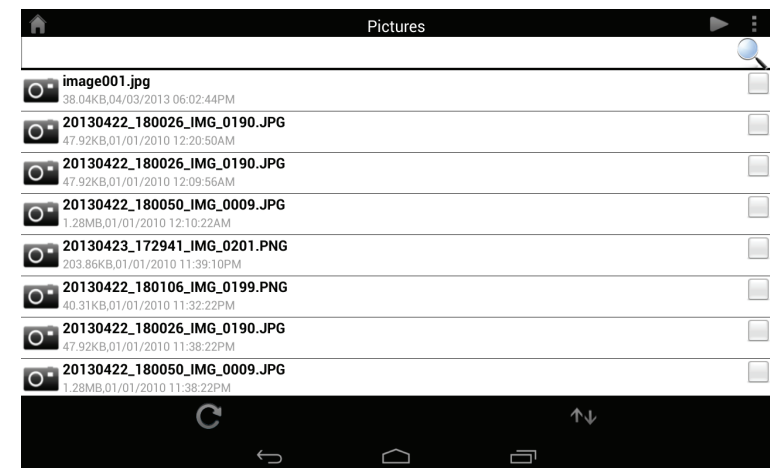 Pictures
image001.jpg
38.04KB,04/03/2013 06:02:44PM
20130422_180026_IMG_0190.JPG
47.92KB,01/01/2010 12:20:50AM
20130422_180026_IMG_0190.JPG
47.92KB,01/01/2010 12:09:56AM
20130422_180050_IMG_0009.JPG
1.28MB,01/01/2010 12:10:22AM
20130423_172941_IMG_0201.PNG
203.86KB,01/01/2010 11:39:10PM
20130422_180106_IMG_0199.PNG
40.31KB,01/01/2010 11:32:22PM
20130422_180026_IMG_0190.JPG
47.92KB,01/01/2010 11:38:22PM
20130422_180050_IMG_0009.JPG
1.28MB,01/01/2010 11:38:22PM